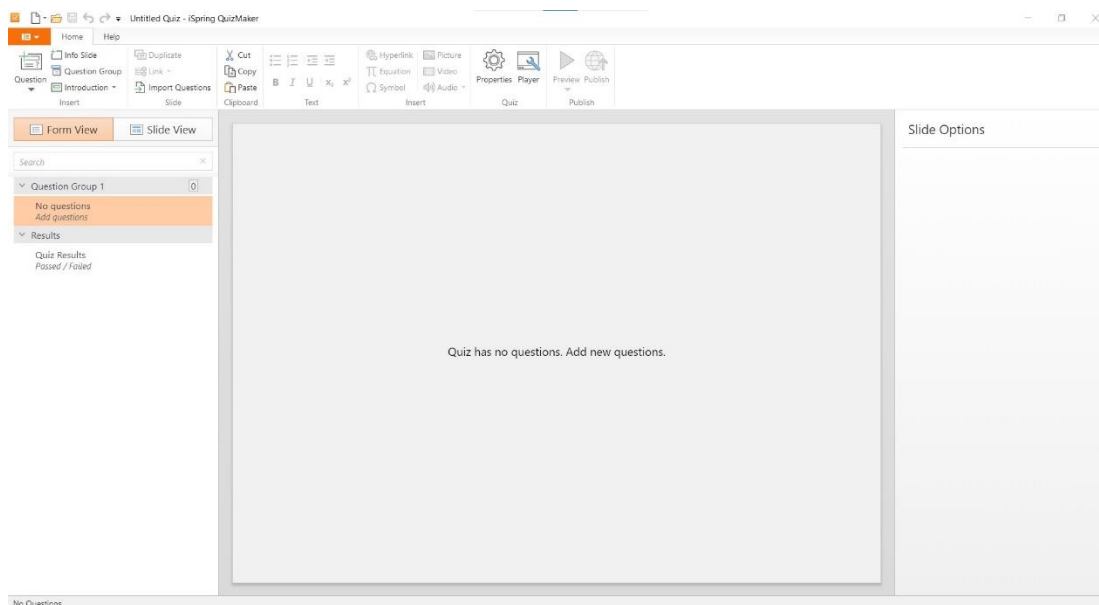 Untitled Quiz - iSpring QuizMaker
Home Help
Question
Info Slide
Question Group
Introduction
Insert
Duplicate
Link
Import Questions
Slide
Cut
Copy
Paste
Clipboard
B I U x₂ x²
Text
Hyperlink
Equation
Symbol
Picture
Video
Audio
Insert
Properties Player
Quiz
Preview Publish
Publish
Form View Slide View
Search
Question Group 1 0
No questions
Add questions
Results
Quiz Results
Passed / Failed
Quiz has no questions. Add new questions.
Slide Options
No Questions